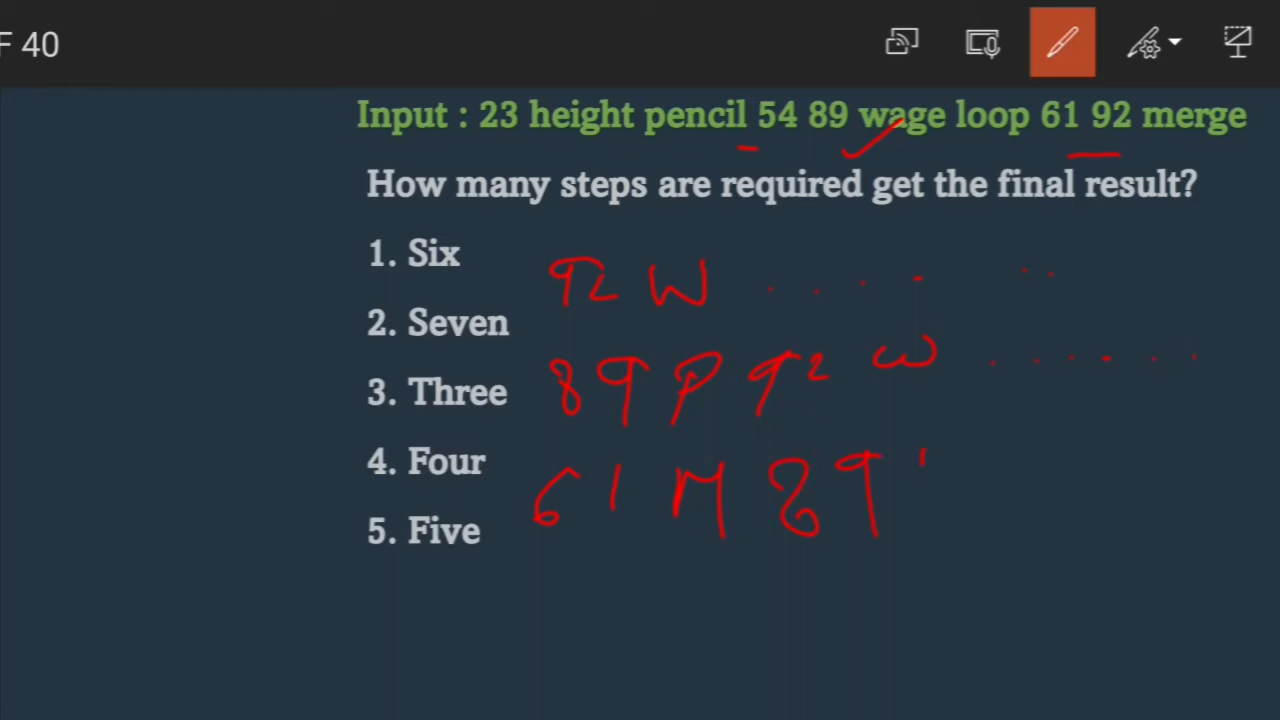 F 40
Input : 23 height pencil 54 89 wage loop 61 92 merge
How many steps are required get the final result?
1. Six
92 W . . . . . .
2. Seven
89 P 92 W . . . . . .
3. Three
4. Four
61 M 89
5. Five